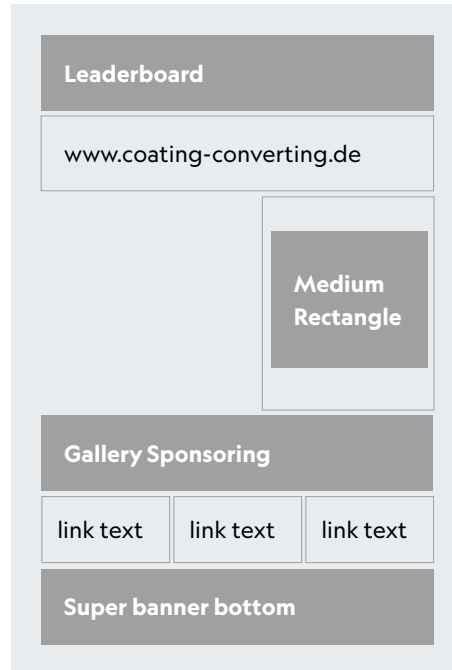 Leaderboard
www.coating-converting.de
Medium
Rectangle
Gallery Sponsoring
link text link text link text
Super banner bottom